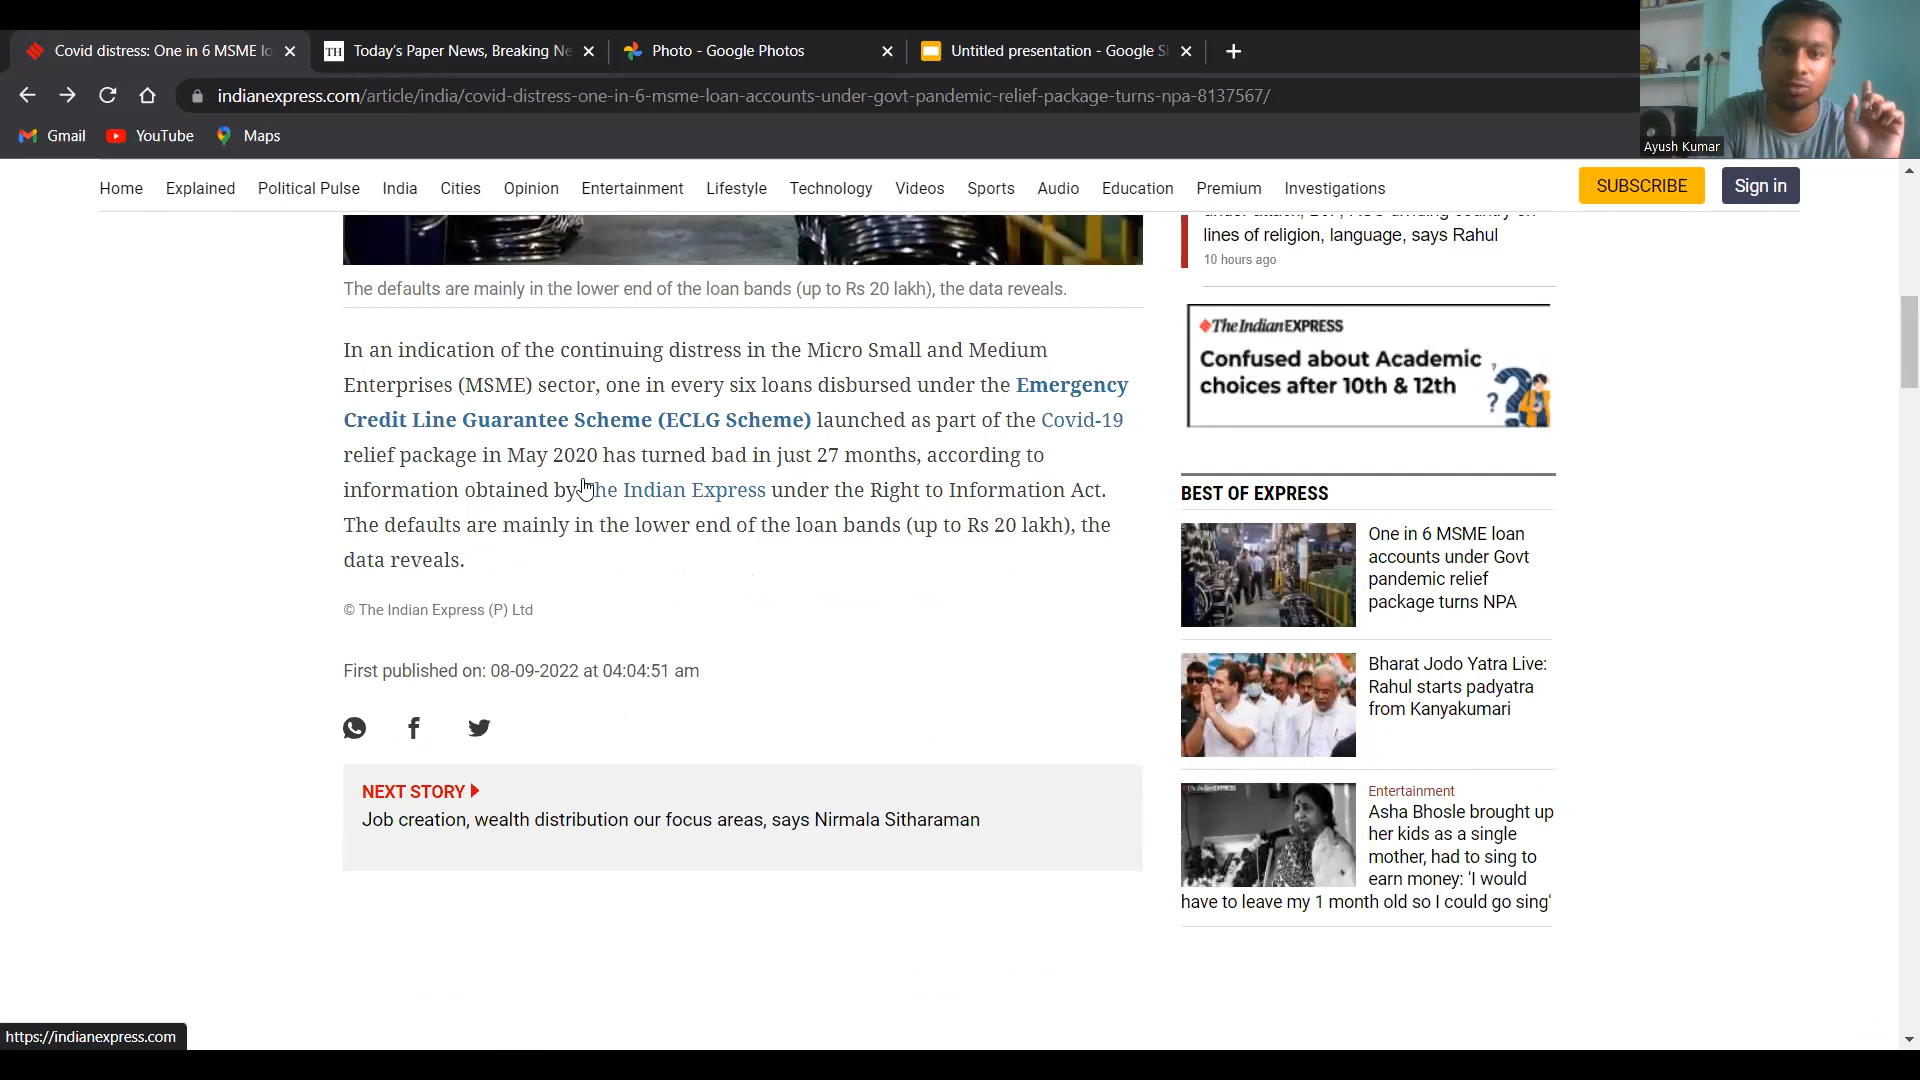 Covid distress: One in 6 MSME lo
Today's Paper News, Breaking Ne
Photo - Google Photos
Untitled presentation - Google Sl
indianexpress.com/article/india/covid-distress-one-in-6-msme-loan-accounts-under-govt-pandemic-relief-package-turns-npa-8137567/
Gmail
YouTube
Maps
Ayush Kumar
Home Explained Political Pulse India Cities Opinion Entertainment Lifestyle Technology Videos Sports Audio Education Premium Investigations
SUBSCRIBE
Sign in
The defaults are mainly in the lower end of the loan bands (up to Rs 20 lakh), the data reveals.
In an indication of the continuing distress in the Micro Small and Medium
Enterprises (MSME) sector, one in every six loans disbursed under the Emergency
Credit Line Guarantee Scheme (ECLG Scheme) launched as part of the Covid-19
relief package in May 2020 has turned bad in just 27 months, according to
information obtained by The Indian Express under the Right to Information Act.
The defaults are mainly in the lower end of the loan bands (up to Rs 20 lakh), the
data reveals.
© The Indian Express (P) Ltd
First published on: 08-09-2022 at 04:04:51 am
NEXT STORY
Job creation, wealth distribution our focus areas, says Nirmala Sitharaman
lines of religion, language, says Rahul
10 hours ago
The Indian EXPRESS
Confused about Academic
choices after 10th & 12th
BEST OF EXPRESS
One in 6 MSME loan
accounts under Govt
pandemic relief
package turns NPA
Bharat Jodo Yatra Live:
Rahul starts padyatra
from Kanyakumari
Entertainment
Asha Bhosle brought up
her kids as a single
mother, had to sing to
earn money: 'I would
have to leave my 1 month old so I could go sing'
https://indianexpress.com